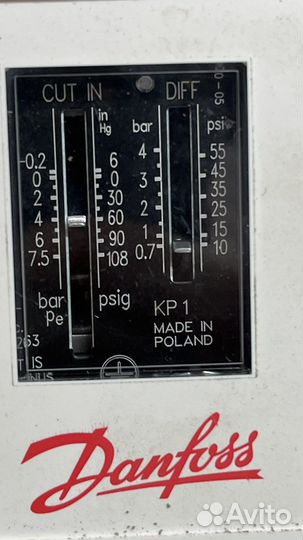 CUT IN DIFF
in
Hg
bar psi
-0.2 6
0 0
2 30
4 60
6 90
7.5 108
4 55
45
3 35
2 25
1 15
0.7 10
bar psig
Pe
KP 1
MADE IN
POLAND
Danfoss
Avito